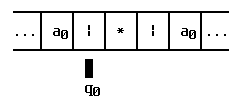 ... a₀ ¦ * ¦ a₀ ...
q₀